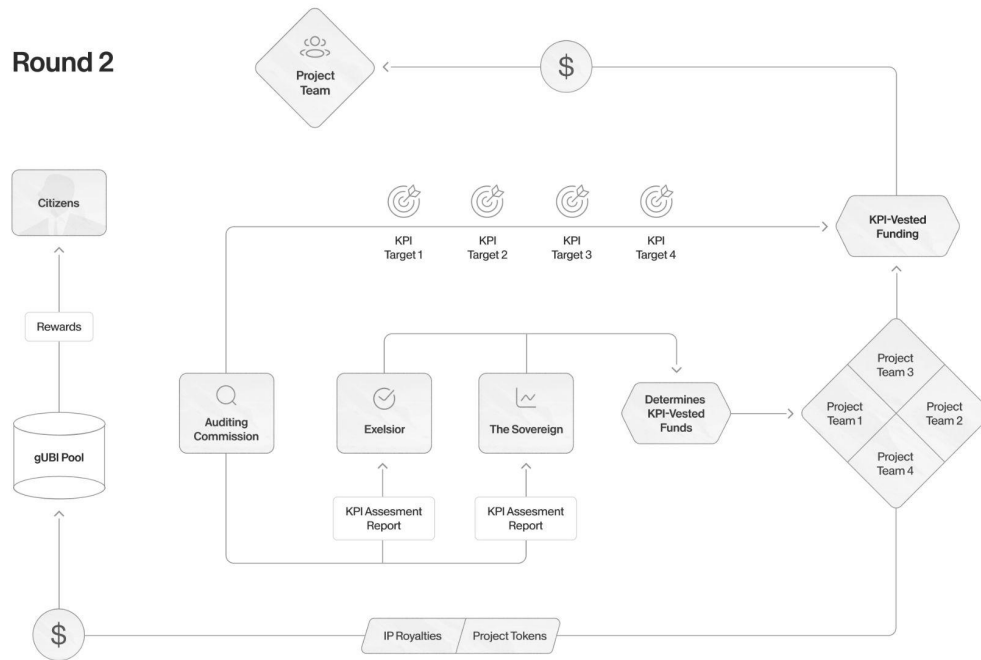 Round 2
Project
Team
$
Citizens
KPI
Target 1
KPI
Target 2
KPI
Target 3
KPI
Target 4
KPI-Vested
Funding
Rewards
Auditing
Commission
Exelsior
The Sovereign
Determines
KPI-Vested
Funds
Project
Team 3
Project
Team 1
Project
Team 2
Project
Team 4
gUBI Pool
KPI Assesment
Report
KPI Assesment
Report
$
IP Royalties
Project Tokens